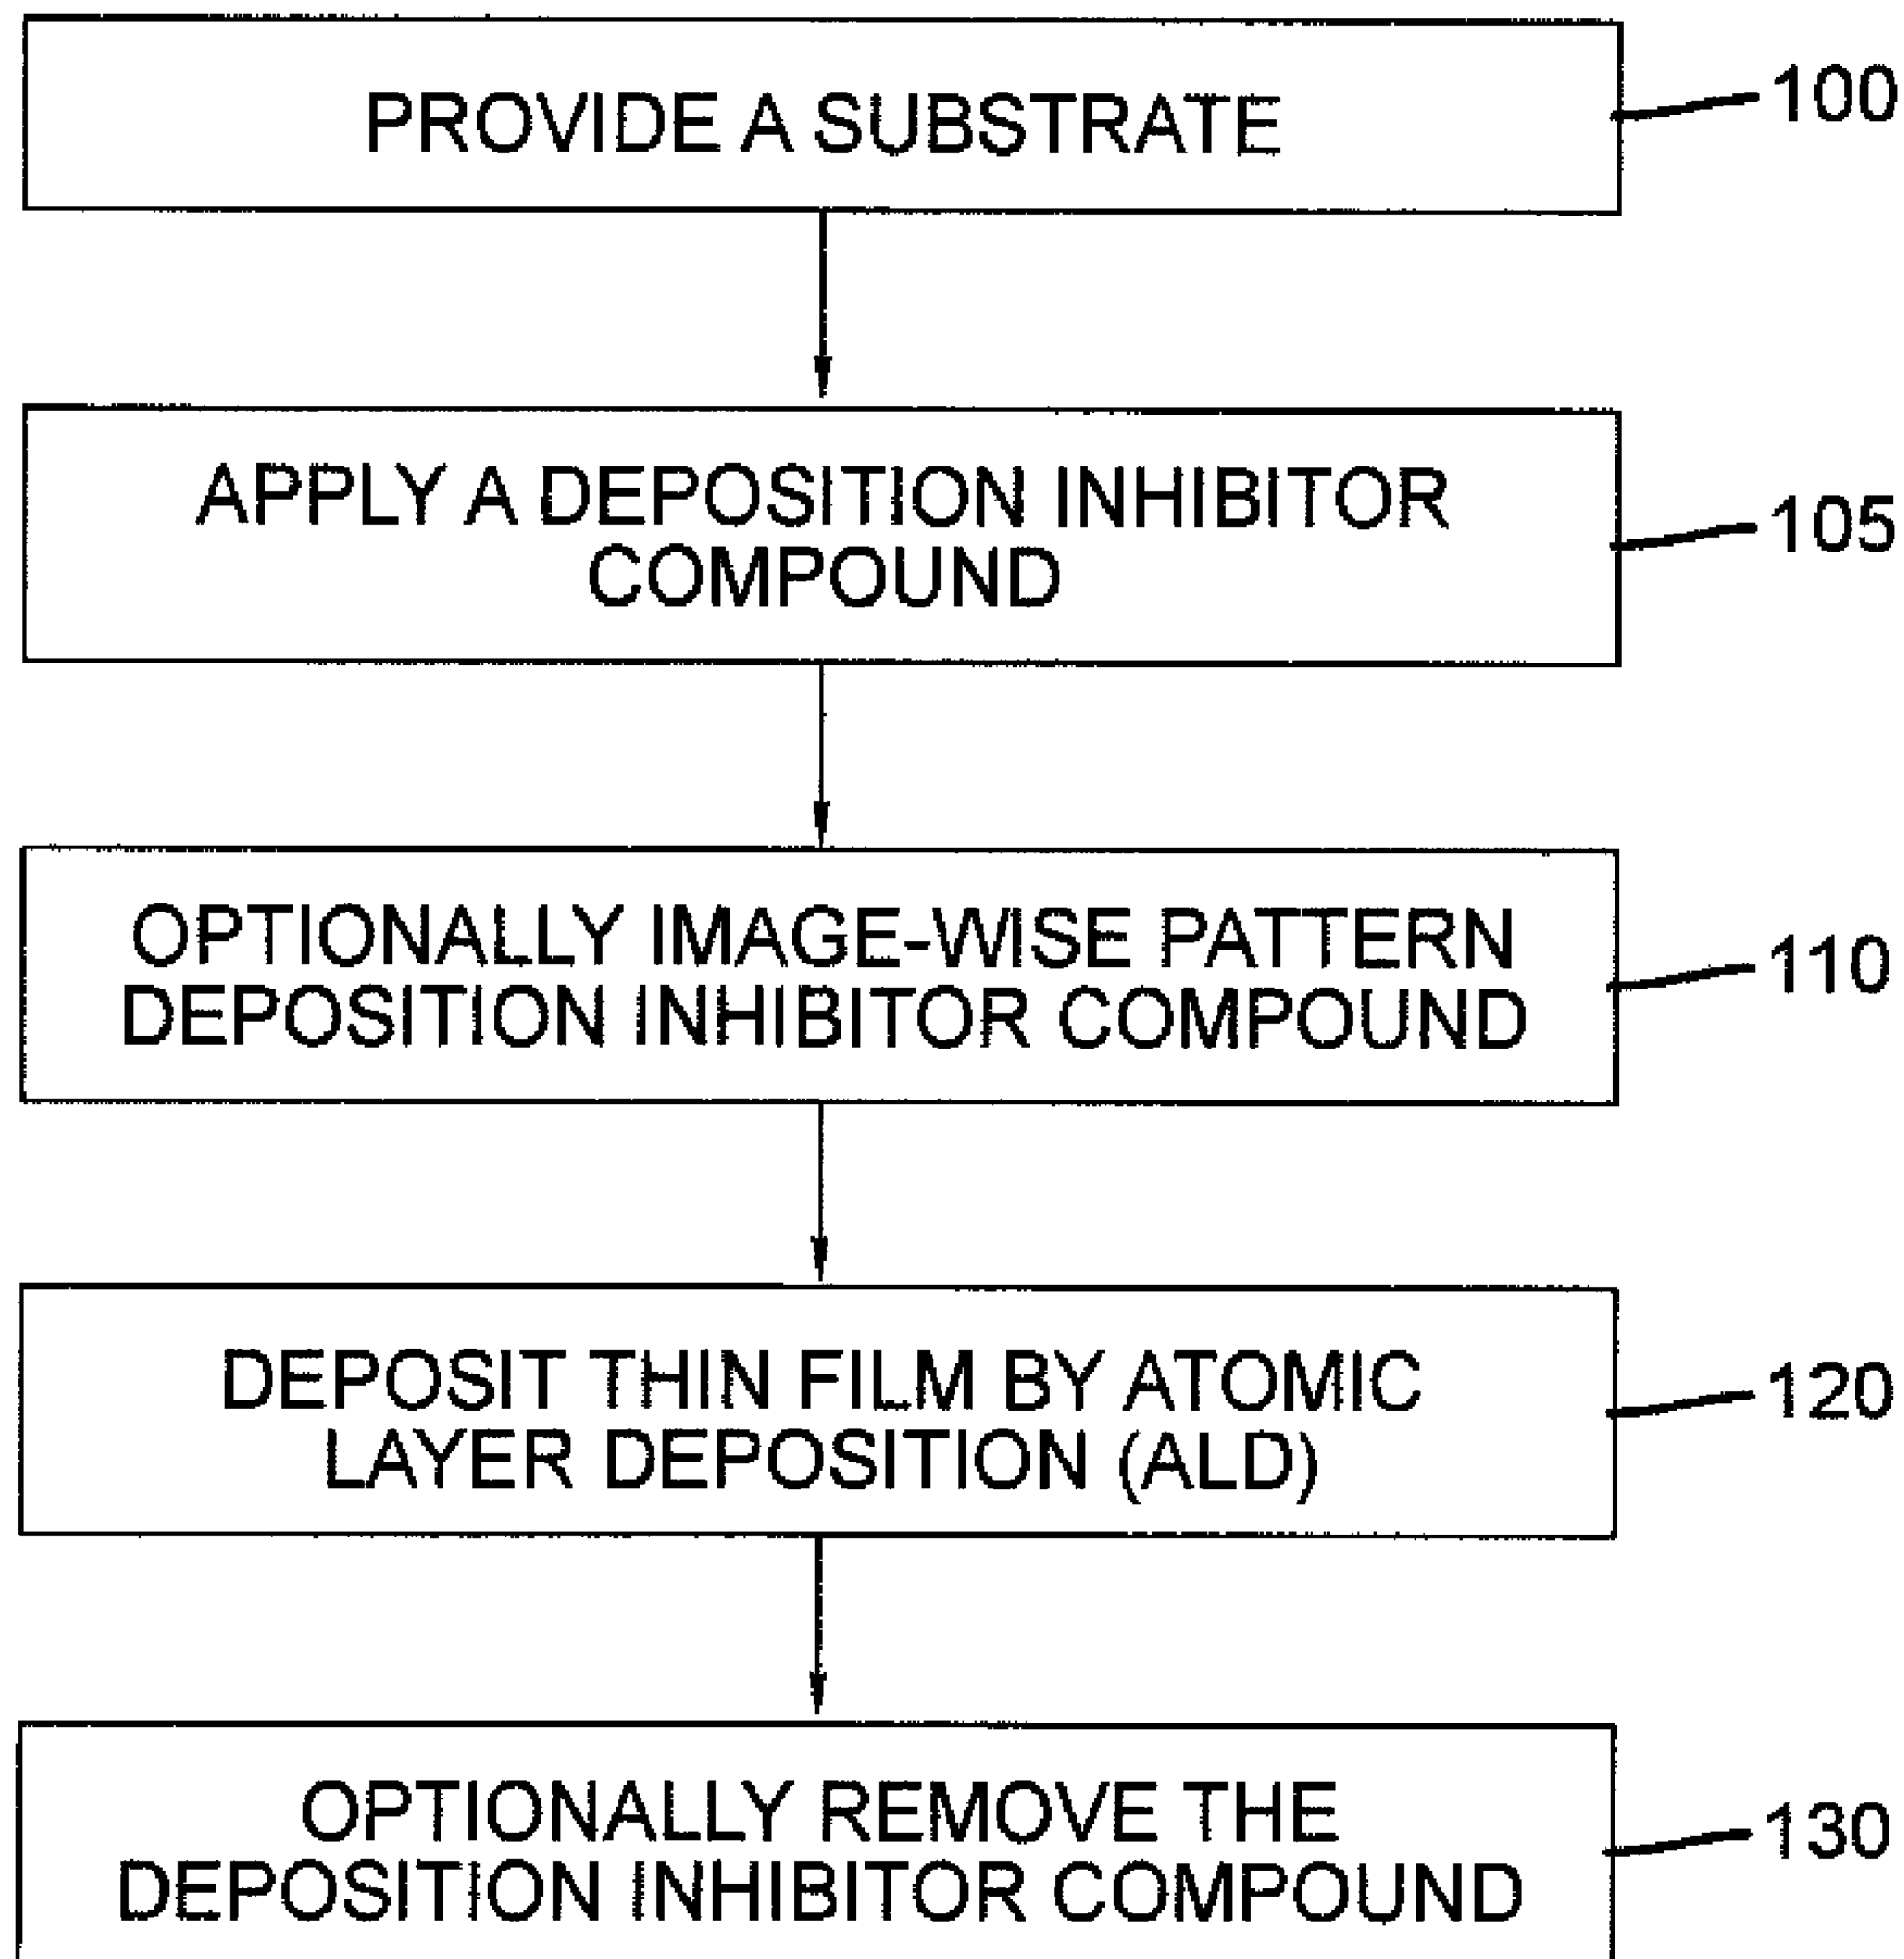 PROVIDE A SUBSTRATE
100
APPLY A DEPOSITION INHIBITOR
COMPOUND
105
OPTIONALLY IMAGE-WISE PATTERN
DEPOSITION INHIBITOR COMPOUND
110
DEPOSIT THIN FILM BY ATOMIC
LAYER DEPOSITION (ALD)
120
OPTIONALLY REMOVE THE
DEPOSITION INHIBITOR COMPOUND
130